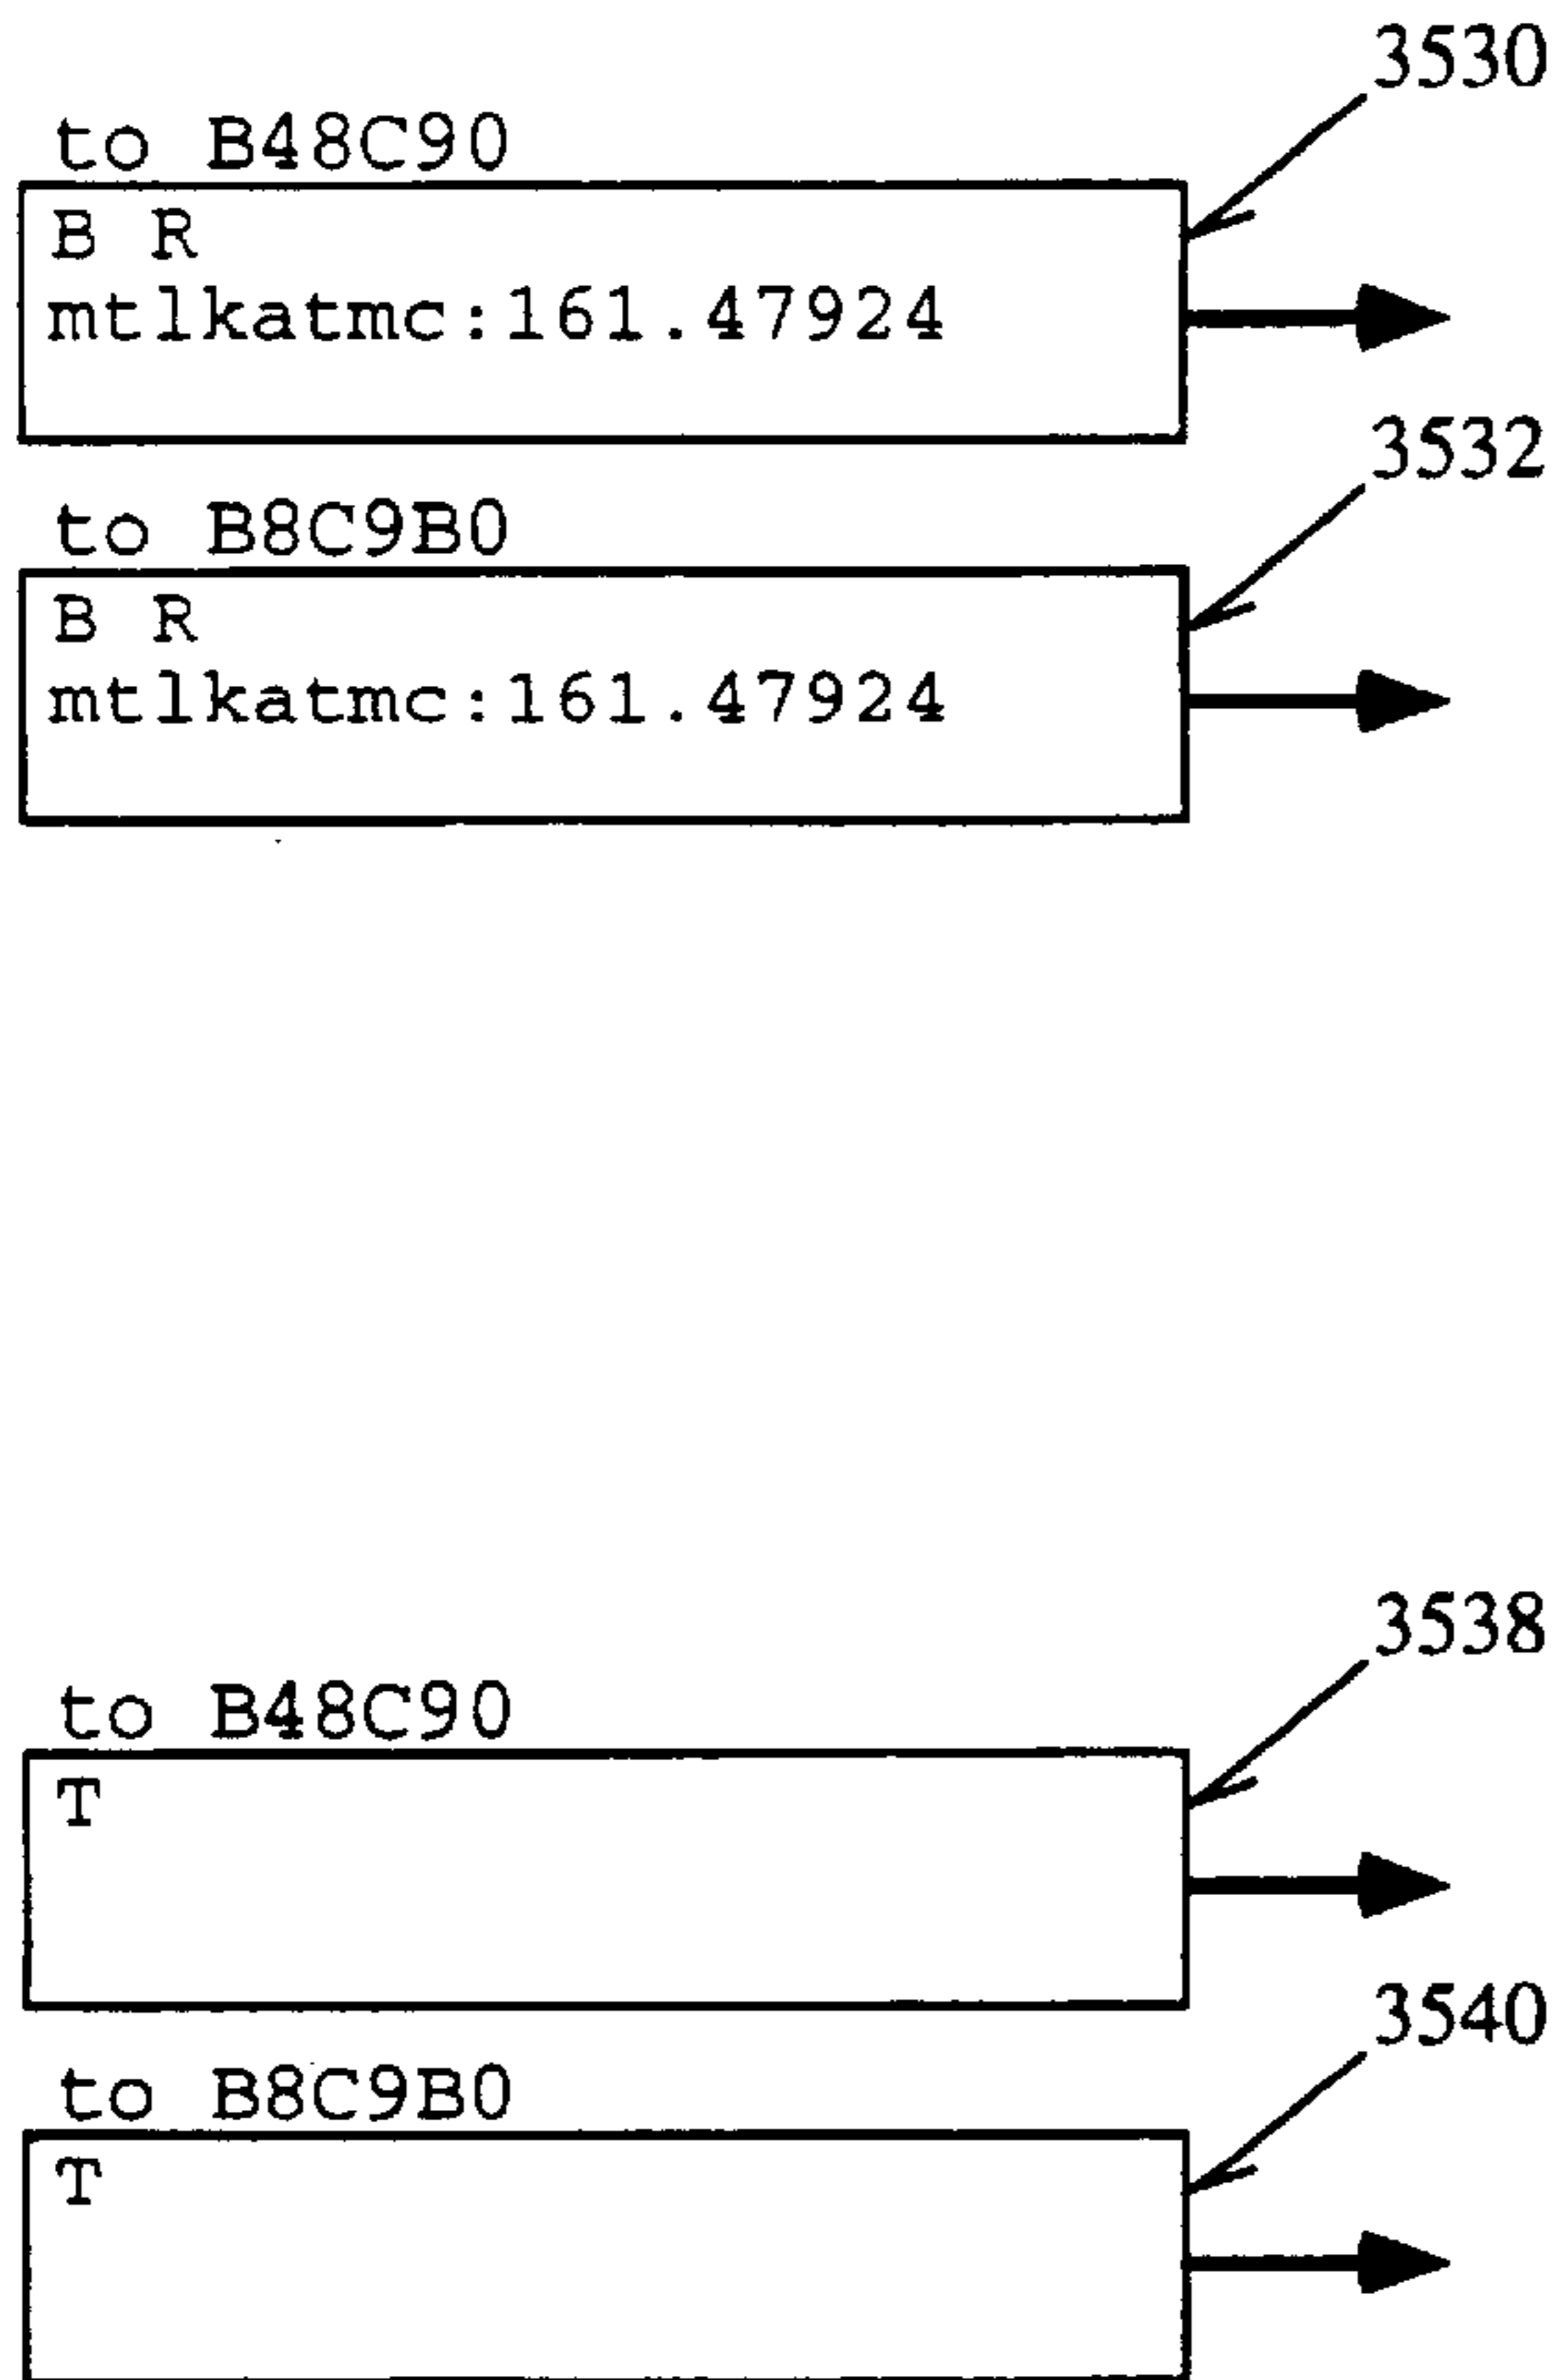 3530
to B48C90
B R
mtlkatmc:161.47924
3532
to B8C9B0
B R
mtlkatmc:161.47924
3538
to B48C90
T
3540
to B8C9B0
T